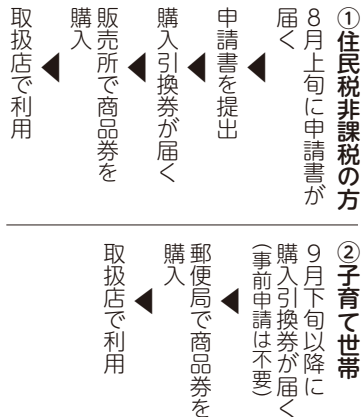 ①住民税非課税の方
８月上旬に申請書が
届く
申請書を提出
購入引換券が届く
販売所で商品券を
購入
取扱店で利用
②子育て世帯
９月下旬以降に
購入引換券が届く
（事前申請は不要）
郵便局で商品券を
購入
取扱店で利用